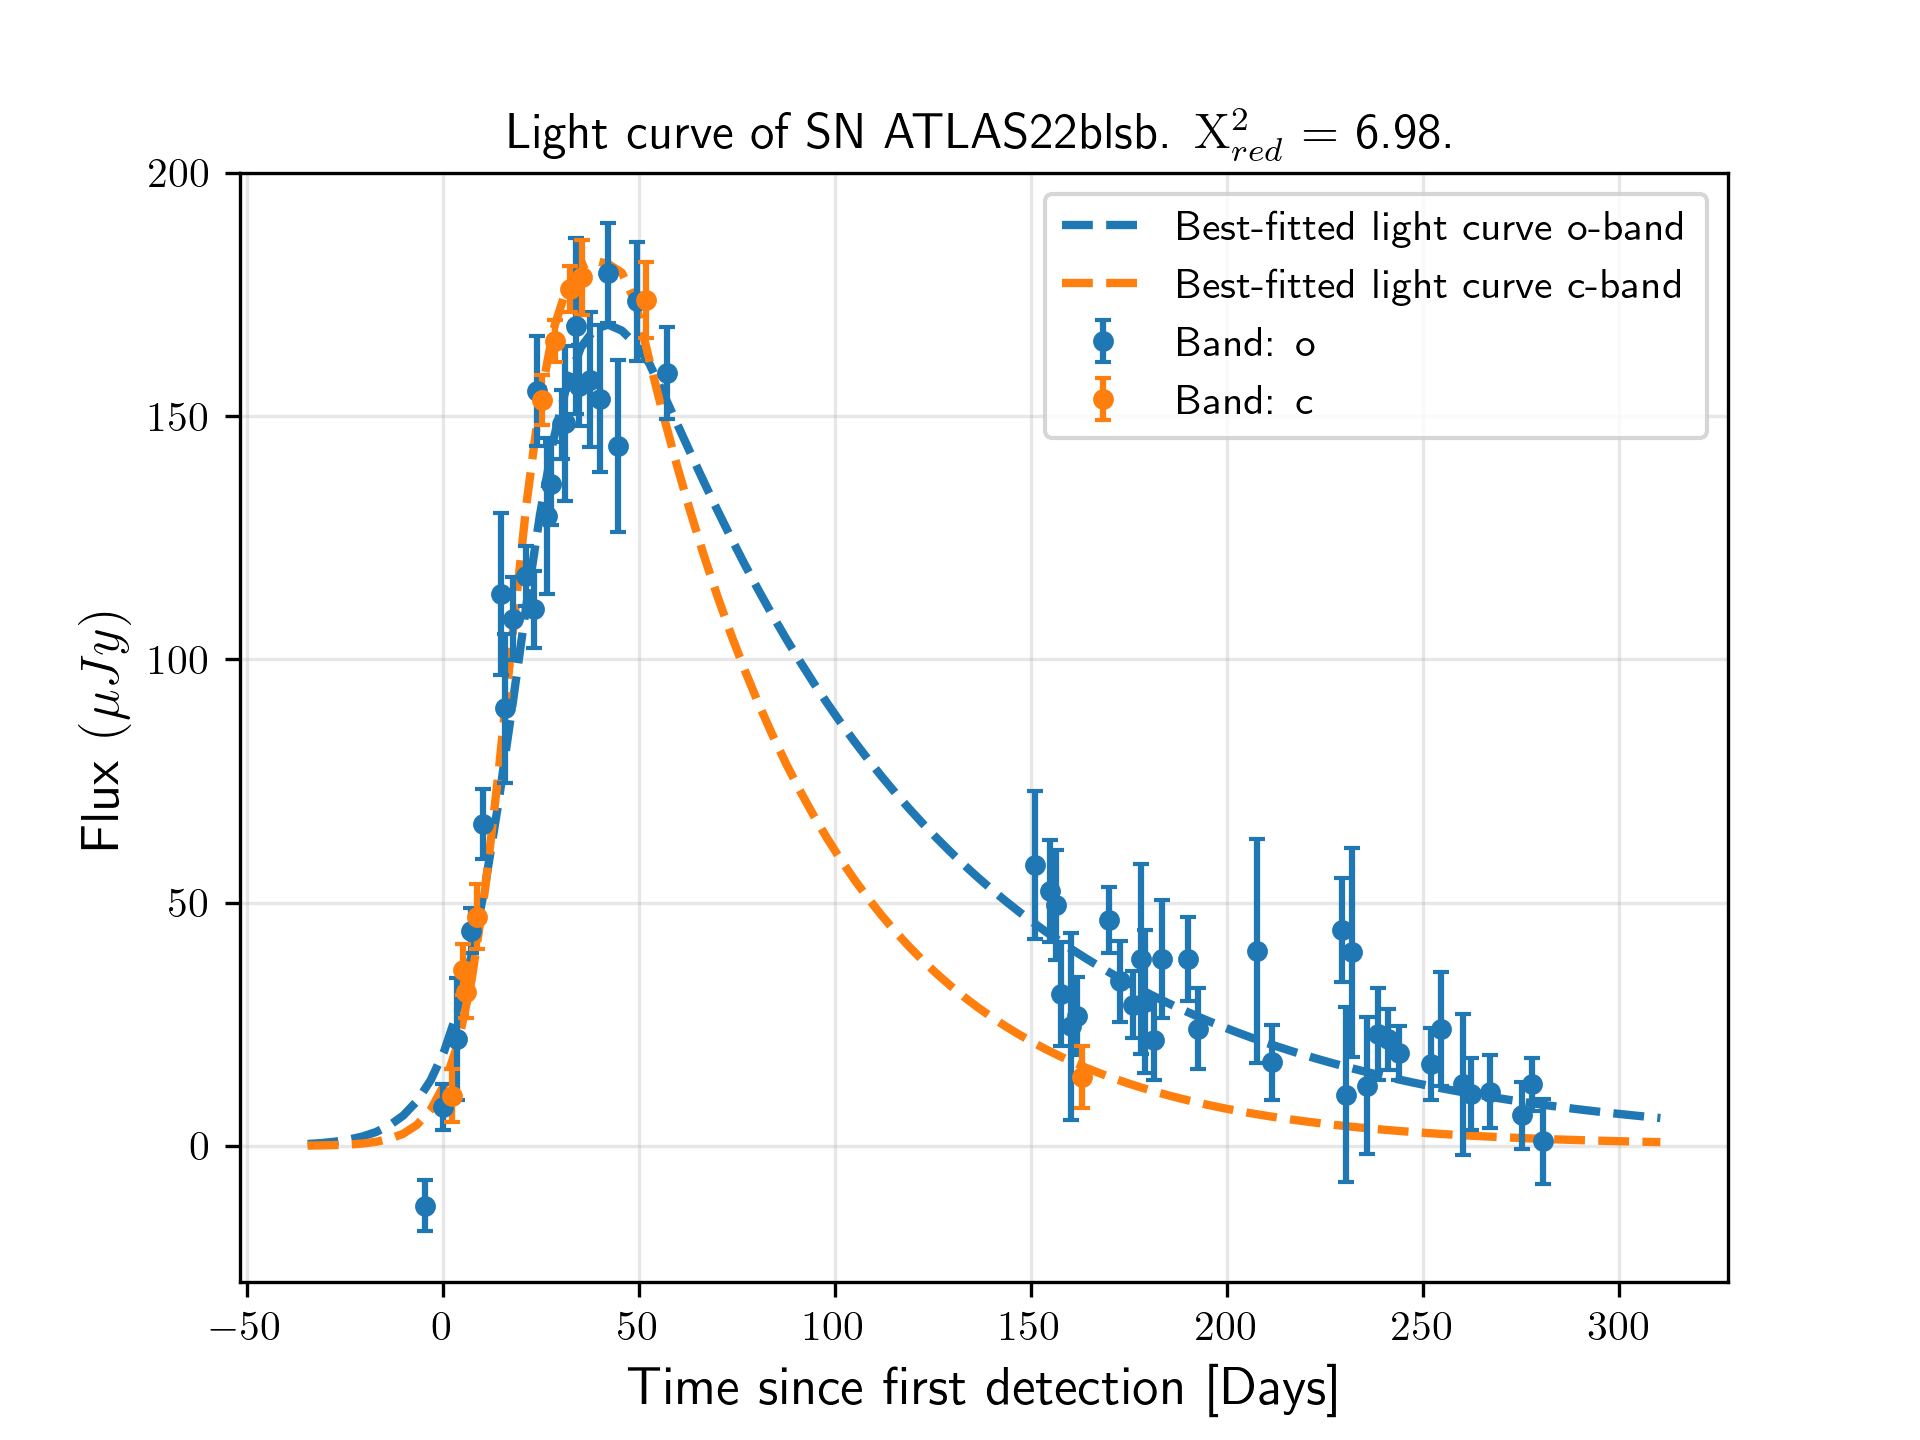 Light curve of SN ATLAS22blsb. X²_red = 6.98.
200
150
100
50
0
Flux (μJy)
Best-fitted light curve o-band
Best-fitted light curve c-band
Band: o
Band: c
−50 0 50 100 150 200 250 300
Time since first detection [Days]